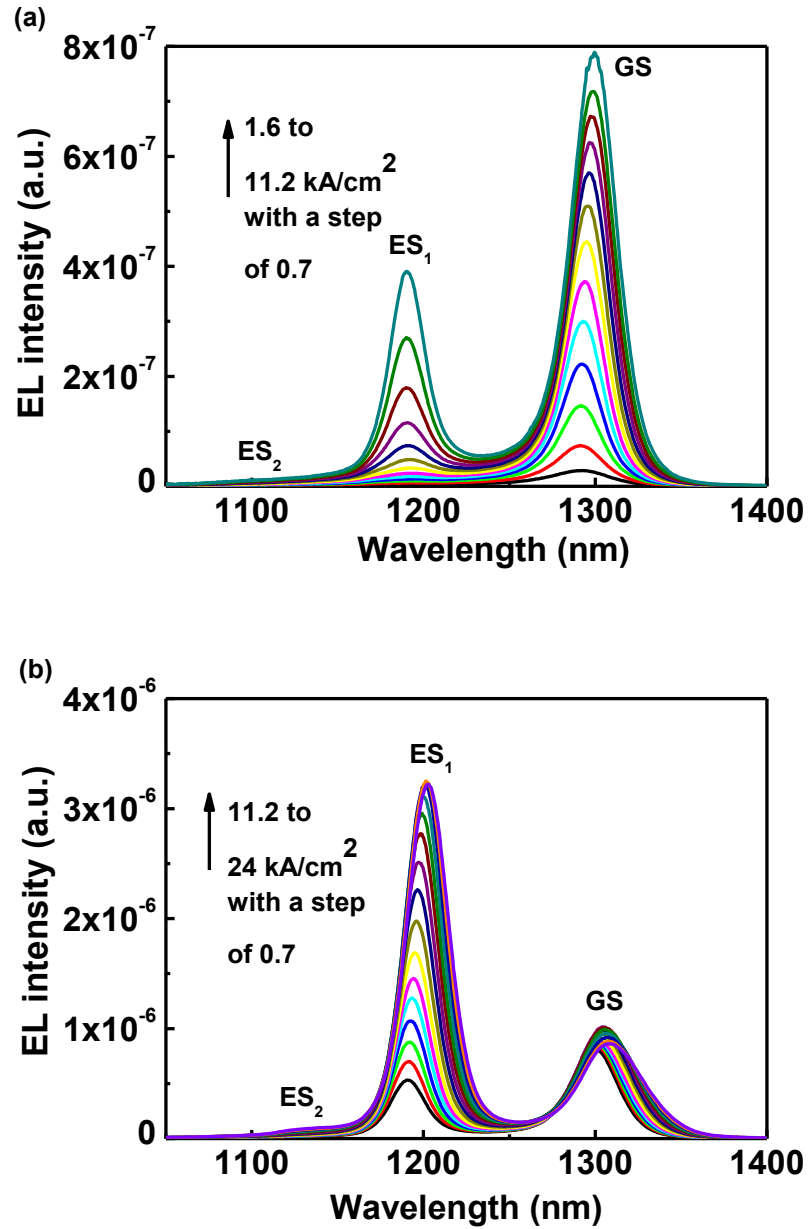 (a)
8x10⁻⁷
GS
1.6 to
6x10⁻⁷
11.2 kA/cm²
with a step
ES₁
of 0.7
4x10⁻⁷
2x10⁻⁷
ES₂
0
1100 1200 1300 1400
Wavelength (nm)
EL intensity (a.u.)
(b)
4x10⁻⁶
ES₁
11.2 to
3x10⁻⁶
24 kA/cm²
with a step
of 0.7
2x10⁻⁶
GS
1x10⁻⁶
ES₂
0
1100 1200 1300 1400
Wavelength (nm)
EL intensity (a.u.)